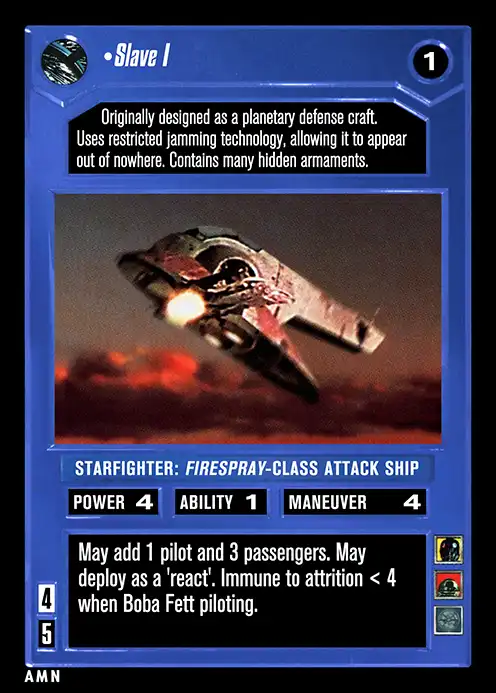 •Slave I
1
Originally designed as a planetary defense craft.
Uses restricted jamming technology, allowing it to appear
out of nowhere. Contains many hidden armaments.
STARFIGHTER: FIRESPRAY-CLASS ATTACK SHIP
POWER 4 ABILITY 1 MANEUVER 4
May add 1 pilot and 3 passengers. May
deploy as a 'react'. Immune to attrition < 4
when Boba Fett piloting.
4
5
AMN